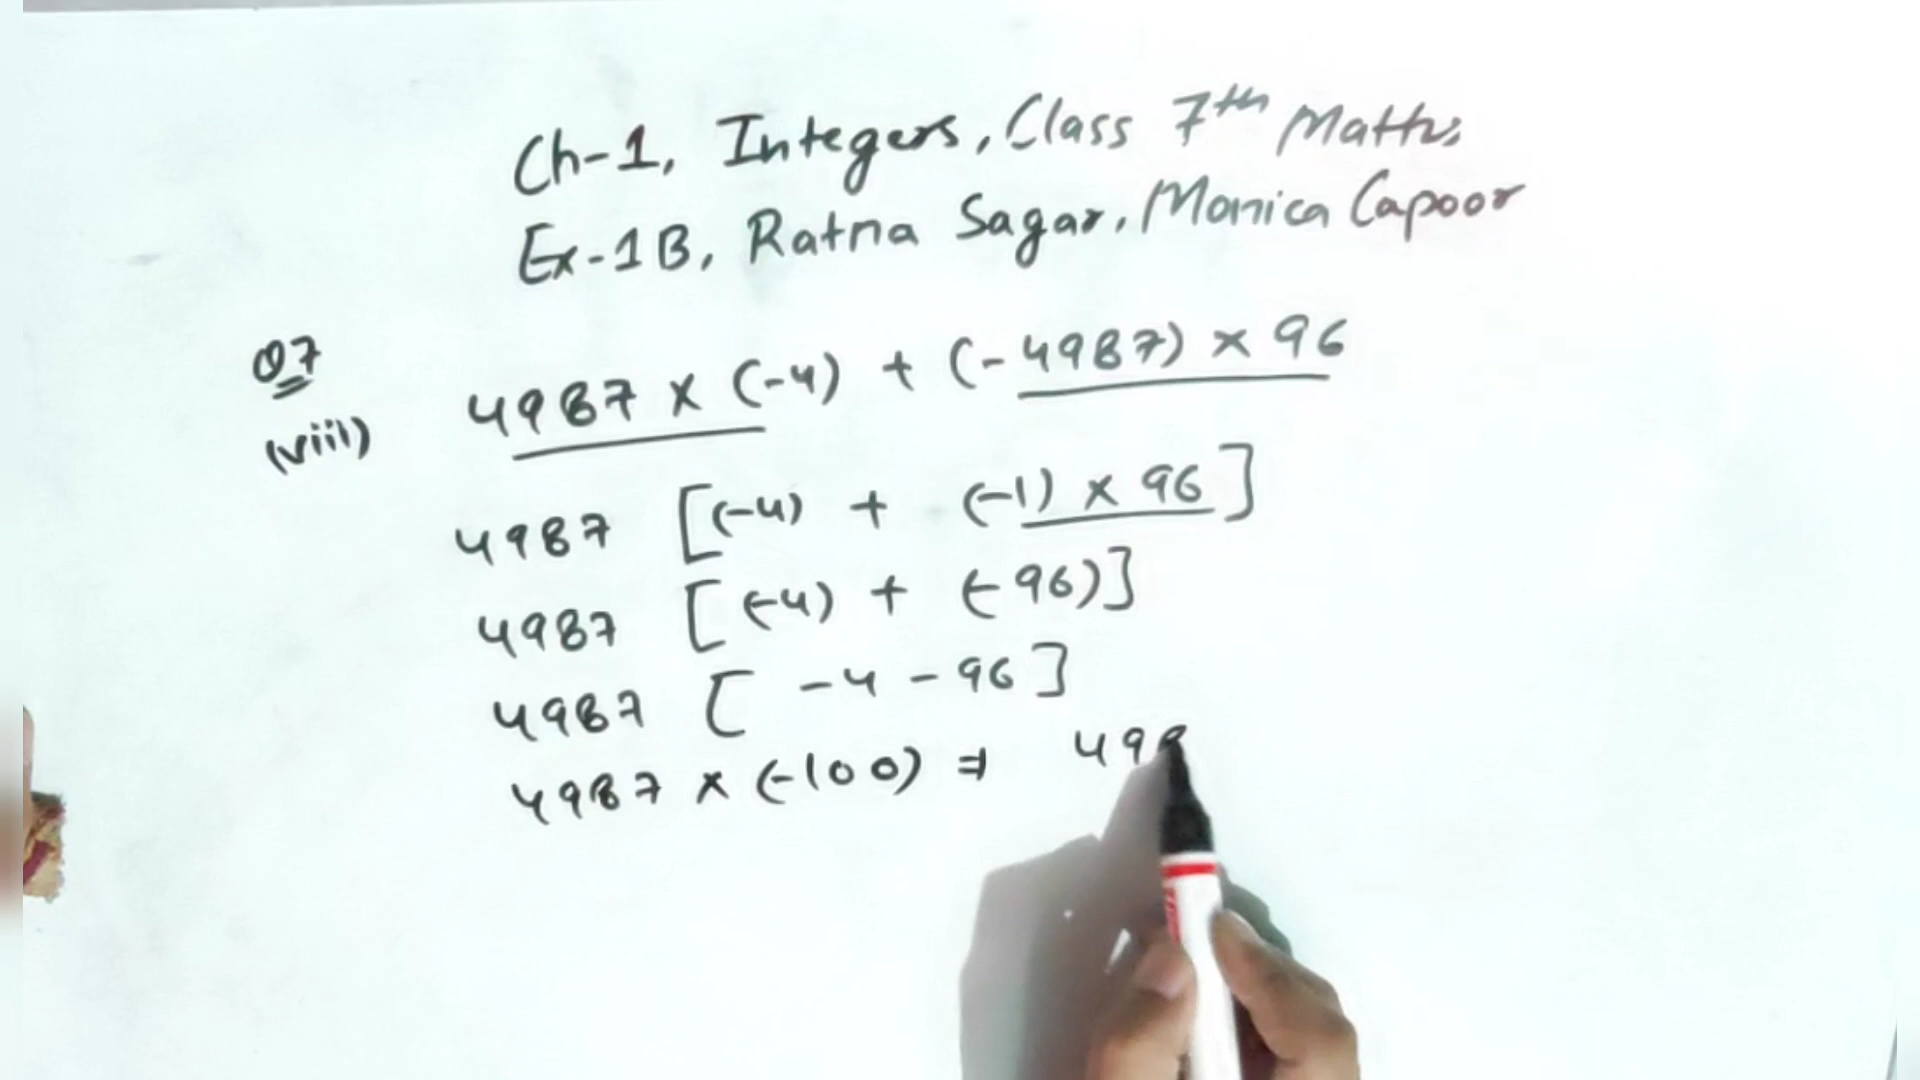 Ch-1, Integers, Class 7th Maths
Ex-1B, Ratna Sagar, Monica Capoor
Q7
(viii) 4987 x (-4) + (-4987) x 96
4987 [(-4) + (-1) x 96]
4987 [(-4) + (-96)]
4987 [ -4 - 96]
4987 x (-100) = 498